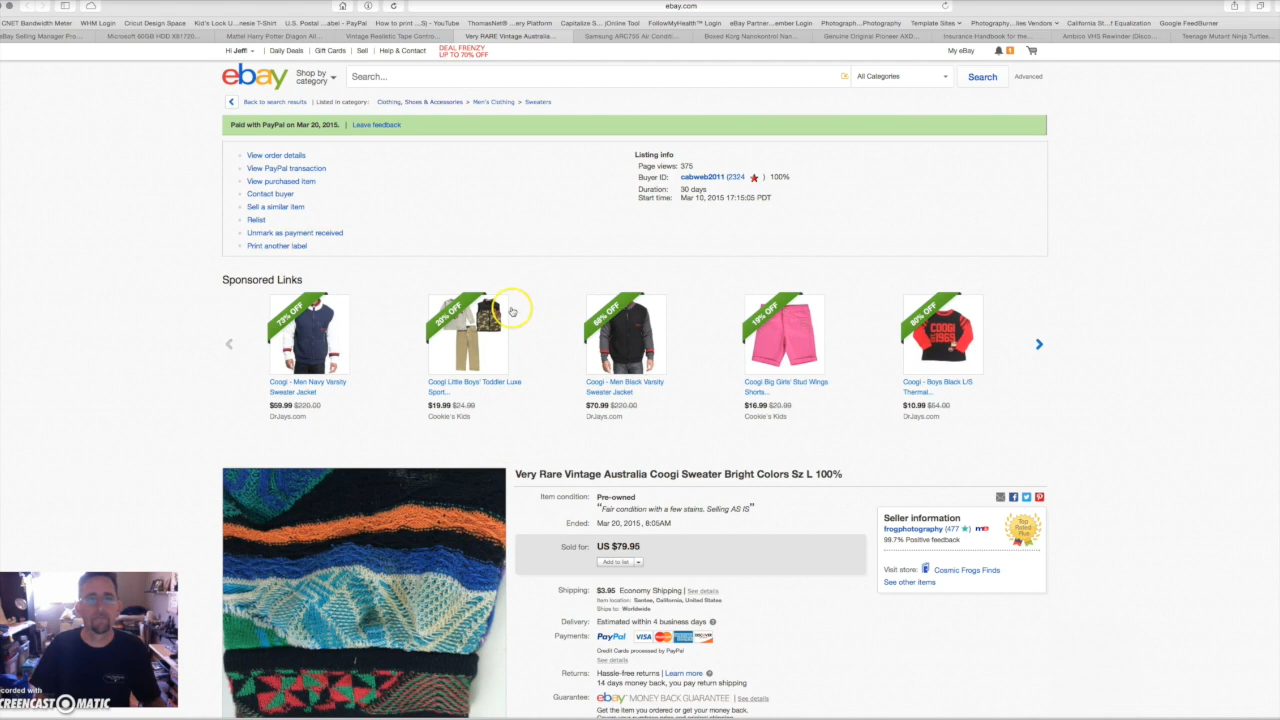 ebay.com
CNET Bandwidth Meter WHM Login Cricut Design Space Kid's Lock U...nesie T-Shirt U.S. Postal ...abel - PayPal How to print ...S) - YouTube ThomasNet® ...ery Platform Capitalize S...jOnline Tool FollowMyHealth™ Login eBay Partner...ember Login Photograph...Photography Template Sites Photography...lies Vendors California St...f Equalization Google FeedBurner
eBay Selling Manager Pro... Microsoft 60GB HDD X81720... Mattel Harry Potter Diagon All... Vintage Realistic Tape Contro... Very RARE Vintage Australia... Samsung ARC755 Air Conditi... Boxed Korg Nanokontrol Nan... Genuine Original Pioneer AXD... Insurance Handbook for the... Ambico VHS Rewinder (Disco... Teenage Mutant Ninja Turtles...
Hi Jeff! Daily Deals Gift Cards Sell Help & Contact DEAL FRENZY
UP TO 70% OFF
My eBay 1
ebay Shop by
category Search... All Categories Search Advanced
Back to search results | Listed in category: Clothing, Shoes & Accessories > Men's Clothing > Sweaters
Paid with PayPal on Mar 20, 2015. | Leave feedback
View order details
View PayPal transaction
View purchased item
Contact buyer
Sell a similar item
Relist
Unmark as payment received
Print another label
Listing info
Page views: 375
Buyer ID: cabweb2011 (2324 ) 100%
Duration: 30 days
Start time: Mar 10, 2015 17:15:05 PDT
Sponsored Links
73% OFF 20% OFF 68% OFF 19% OFF 80% OFF
COOGI 1969
Coogi - Men Navy Varsity
Sweater Jacket
$59.99 $220.00
DrJays.com
Coogi Little Boys' Toddler Luxe
Sport...
$19.99 $24.99
Cookie's Kids
Coogi - Men Black Varsity
Sweater Jacket
$70.99 $220.00
DrJays.com
Coogi Big Girls' Stud Wings
Shorts...
$16.99 $20.99
Cookie's Kids
Coogi - Boys Black L/S
Thermal...
$10.99 $54.00
DrJays.com
Very Rare Vintage Australia Coogi Sweater Bright Colors Sz L 100%
Item condition: Pre-owned
"Fair condition with a few stains. Selling AS IS"
Ended: Mar 20, 2015 , 8:05AM
Sold for: US $79.95
Add to list
Shipping: $3.95 Economy Shipping | See details
Item location: Santee, California, United States
Ships to: Worldwide
Delivery: Estimated within 4 business days
Payments: PayPal VISA DISCOVER
Credit Cards processed by PayPal
See details
Returns: Hassle-free returns | Learn more
14 days money back, you pay return shipping
Guarantee: ebay MONEY BACK GUARANTEE | See details
Get the item you ordered or get your money back.
Covers your purchase price and original shipping.
Seller information
frogphotography (477 ) me
99.7% Positive feedback
Top
Rated
Plus
Visit store: Cosmic Frogs Finds
See other items